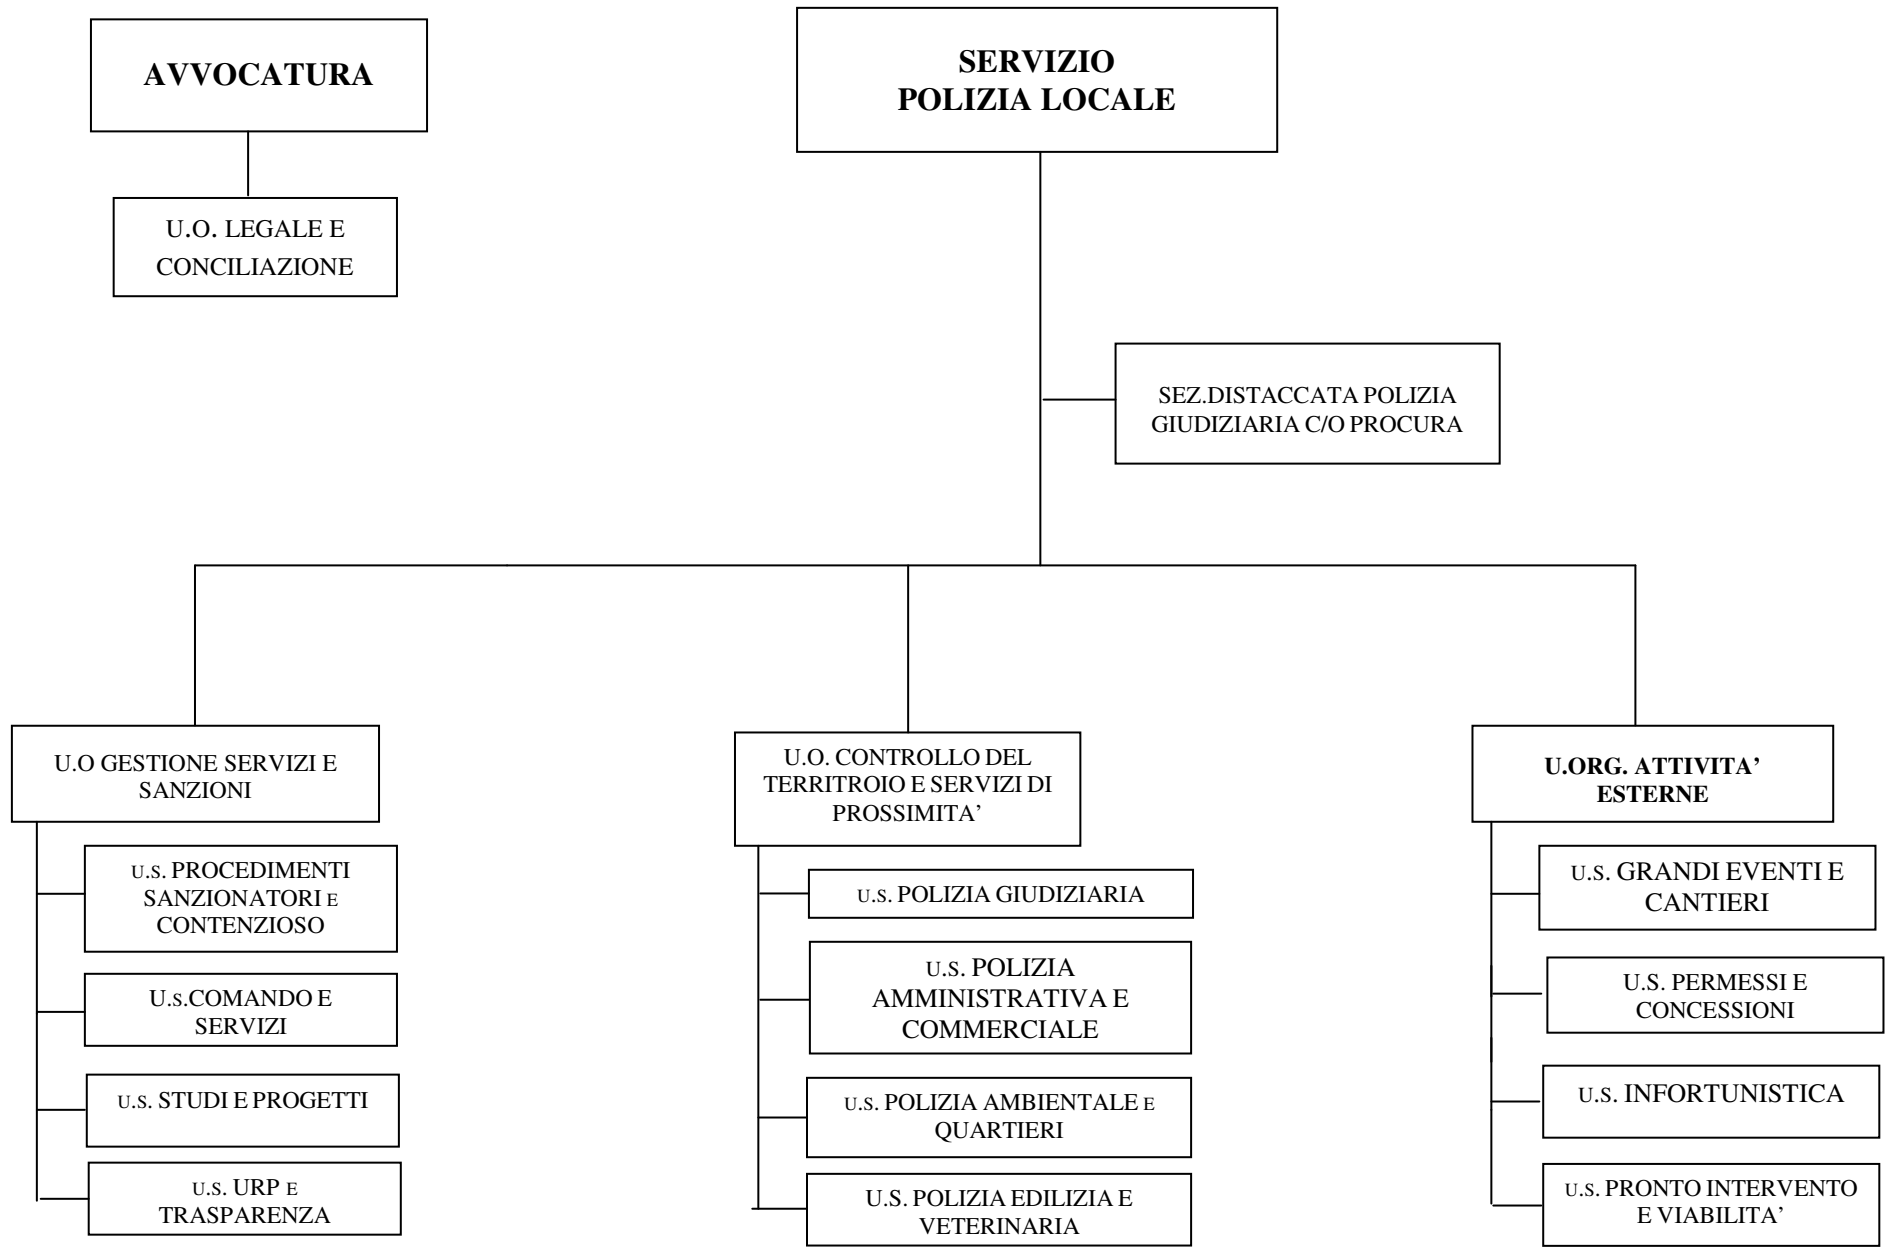 AVVOCATURA
U.O. LEGALE E
CONCILIAZIONE
SERVIZIO
POLIZIA LOCALE
SEZ.DISTACCATA POLIZIA
GIUDIZIARIA C/O PROCURA
U.O GESTIONE SERVIZI E
SANZIONI
U.S. PROCEDIMENTI
SANZIONATORI E
CONTENZIOSO
U.S.COMANDO E
SERVIZI
U.S. STUDI E PROGETTI
U.S. URP E
TRASPARENZA
U.O. CONTROLLO DEL
TERRITROIO E SERVIZI DI
PROSSIMITA’
U.S. POLIZIA GIUDIZIARIA
U.S. POLIZIA
AMMINISTRATIVA E
COMMERCIALE
U.S. POLIZIA AMBIENTALE E
QUARTIERI
U.S. POLIZIA EDILIZIA E
VETERINARIA
U.ORG. ATTIVITA’
ESTERNE
U.S. GRANDI EVENTI E
CANTIERI
U.S. PERMESSI E
CONCESSIONI
U.S. INFORTUNISTICA
U.S. PRONTO INTERVENTO
E VIABILITA’